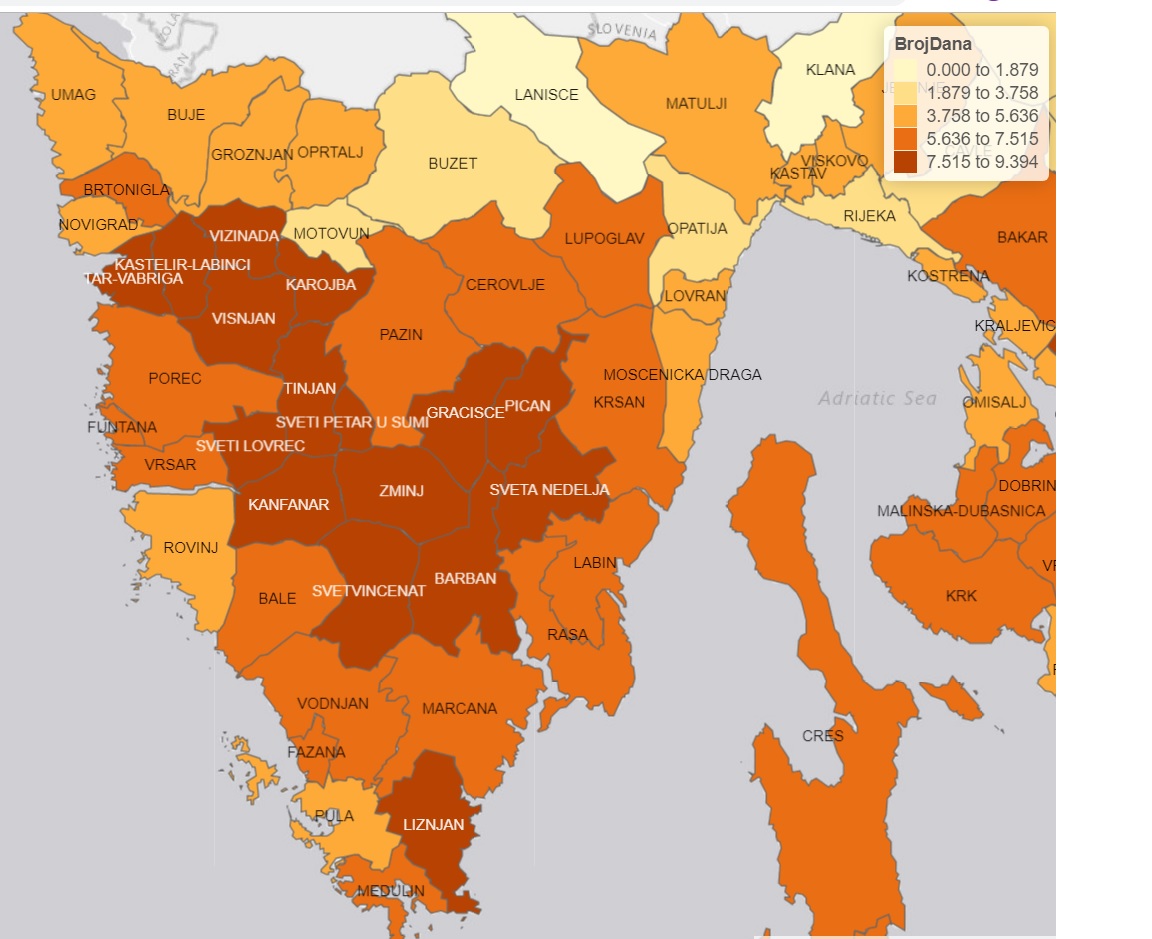 SLOVENIA
BrojDana
0.000 to 1.879
1.879 to 3.758
3.758 to 5.636
5.636 to 7.515
7.515 to 9.394
KLANA
UMAG
LANISCE
MATULJI
BUJE
GROZNJAN
OPRTALJ
BUZET
VISKOVO
KASTAV
BRTONIGLA
NOVIGRAD
RIJEKA
VIZINADA
MOTOVUN
OPATIJA
LUPOGLAV
BAKAR
KASTELIR-LABINCI
TAR-VABRIGA
KAROJBA
CEROVLJE
KOSTRENA
LOVRAN
VISNJAN
PAZIN
KRALJEVIC
POREC
TINJAN
MOSCENICKA DRAGA
Adriatic Sea
KRSAN
OMISALJ
GRACISCE
PICAN
SVETI PETAR U SUMI
FUNTANA
SVETI LOVREC
VRSAR
ZMINJ
SVETA NEDELJA
DOBRIN
KANFANAR
MALINSKA-DUBASNICA
ROVINJ
LABIN
BARBAN
SVETVINCENAT
BALE
KRK
RASA
VODNJAN
MARCANA
CRES
FAZANA
PULA
LIZNJAN
MEDULIN